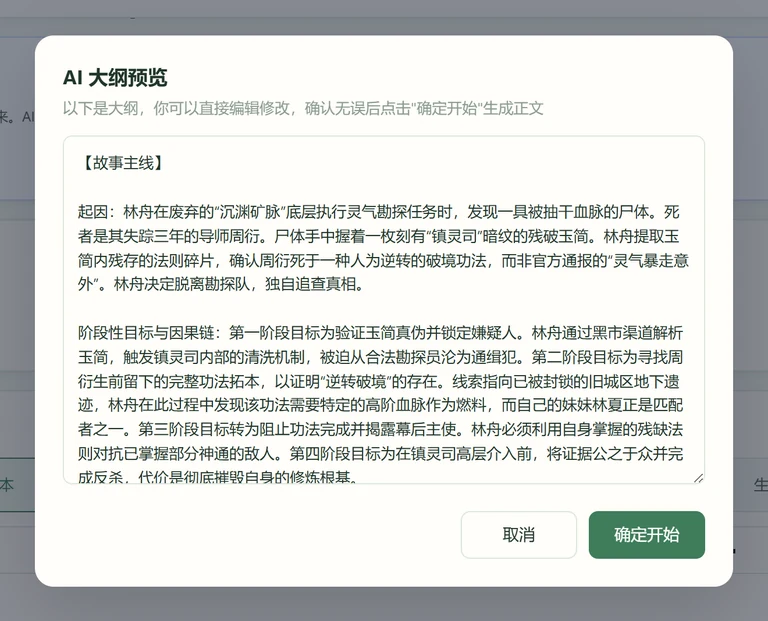 AI 大纲预览
以下是大纲，你可以直接编辑修改，确认无误后点击"确定开始"生成正文
来。AI
【故事主线】
起因：林舟在废弃的“沉渊矿脉”底层执行灵气勘探任务时，发现一具被抽干血脉的尸体。死
者是其失踪三年的导师周衍。尸体手中握着一枚刻有“镇灵司”暗纹的残破玉简。林舟提取玉
简内残存的法则碎片，确认周衍死于一种人为逆转的破境功法，而非官方通报的“灵气暴走意
外”。林舟决定脱离勘探队，独自追查真相。
阶段性目标与因果链：第一阶段目标为验证玉简真伪并锁定嫌疑人。林舟通过黑市渠道解析
玉简，触发镇灵司内部的清洗机制，被迫从合法勘探员沦为通缉犯。第二阶段目标为寻找周
衍生前留下的完整功法拓本，以证明“逆转破境”的存在。线索指向已被封锁的旧城区地下遗
迹，林舟在此过程中发现该功法需要特定的高阶血脉作为燃料，而自己的妹妹林夏正是匹配
者之一。第三阶段目标转为阻止功法完成并揭露幕后主使。林舟必须利用自身掌握的残缺法
则对抗已掌握部分神通的敌人。第四阶段目标为在镇灵司高层介入前，将证据公之于众并完
成反杀，代价是彻底摧毁自身的修炼根基。
本
生
取消
确定开始